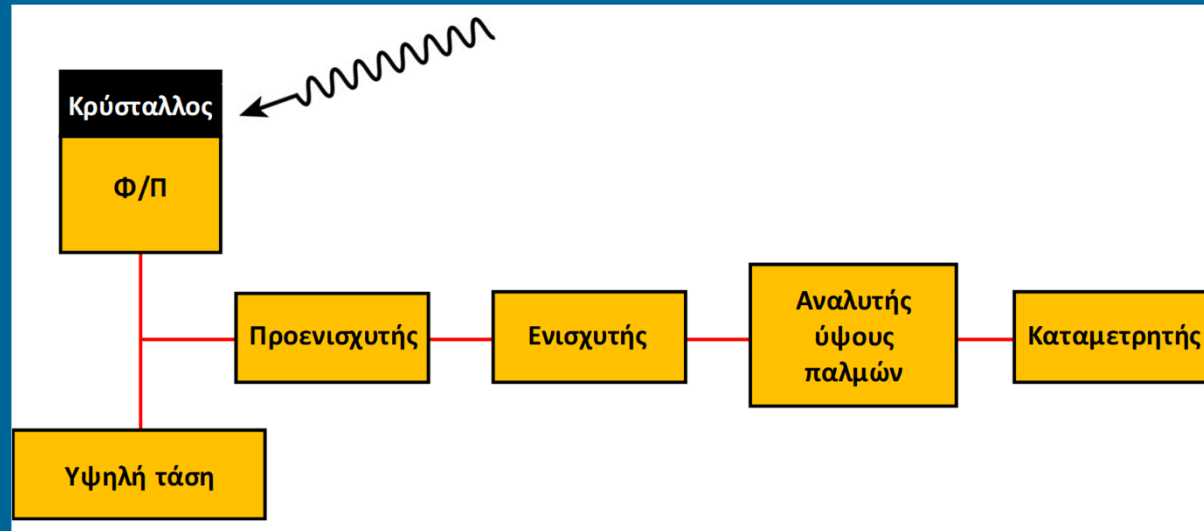 Κρύσταλλος
Φ/Π
Προενισχυτής
Ενισχυτής
Αναλυτής
ύψους
παλμών
Καταμετρητής
Υψηλή τάση